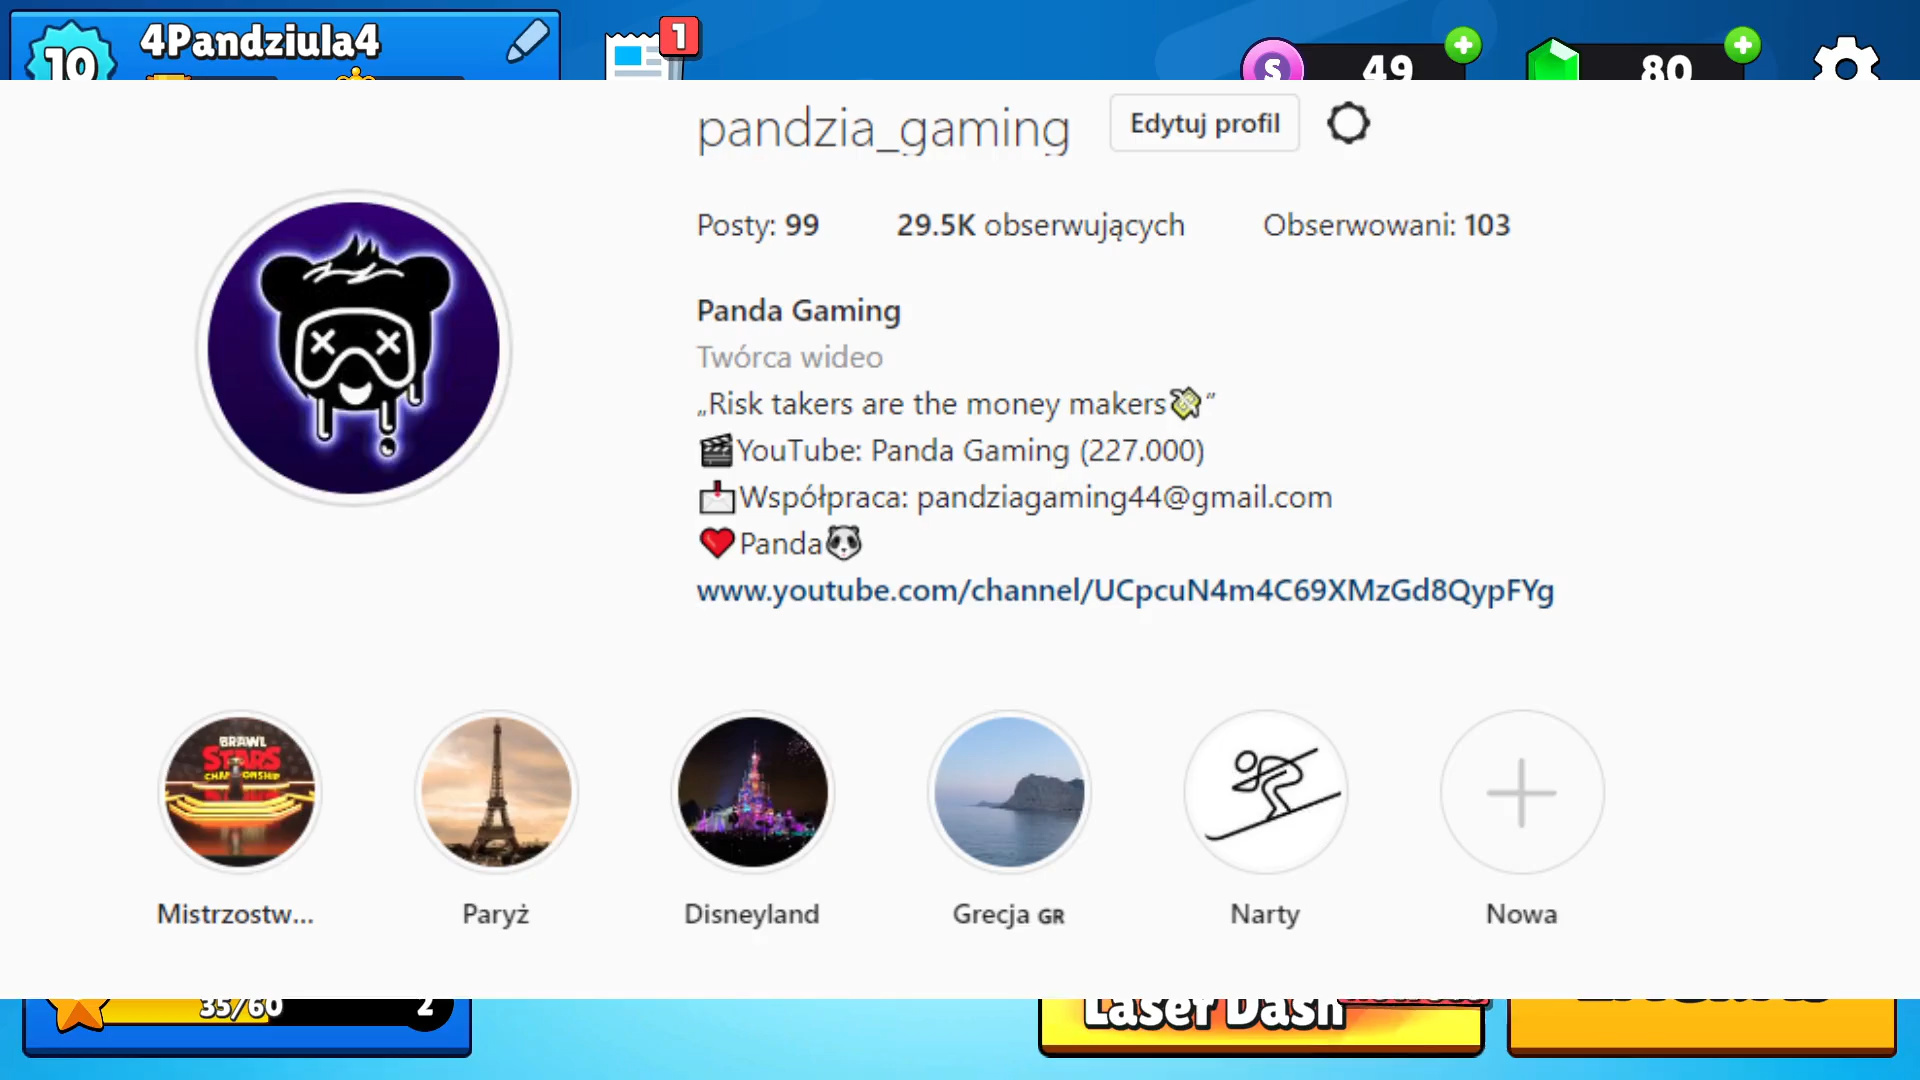 10
4Pandziula4
1
S
49
80
pandzia_gaming
Edytuj profil
Posty: 99
29.5K obserwujących
Obserwowani: 103
Panda Gaming
Twórca wideo
„Risk takers are the money makers💸”
🎬YouTube: Panda Gaming (227.000)
📩Współpraca: pandziagaming44@gmail.com
❤️Panda🐼
www.youtube.com/channel/UCpcuN4m4C69XMzGd8QypFYg
BRAWL
STARS
CHAMPIONSHIP
Mistrzostw...
Paryż
Disneyland
Grecja GR
Narty
Nowa
35/60
2
Laser Dash